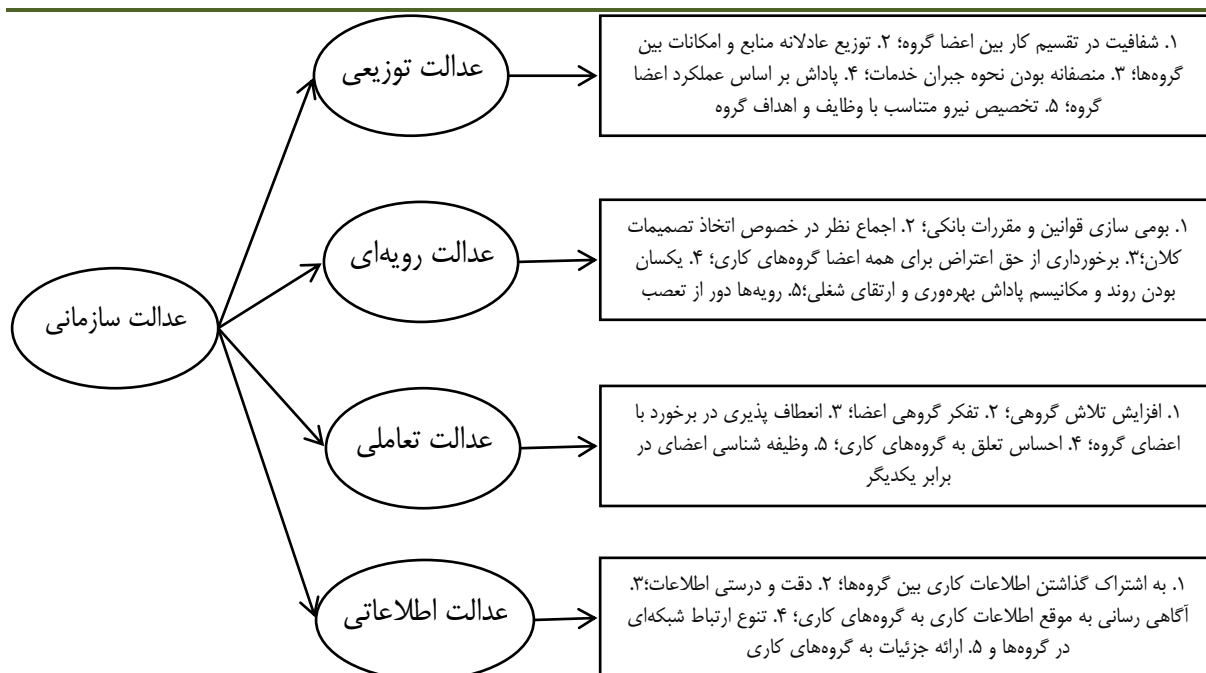 عدالت سازمانی
عدالت توزیعی
۱. شفافیت در تقسیم کار بین اعضا گروه؛ ۲. توزیع عادلانه منابع و امکانات بین
گروه‌ها؛ ۳. منصفانه بودن نحوه جبران خدمات؛ ۴. پاداش بر اساس عملکرد اعضا
گروه؛ ۵. تخصیص نیرو متناسب با وظایف و اهداف گروه
عدالت رویه‌ای
۱. بومی سازی قوانین و مقررات بانکی؛ ۲. اجماع نظر در خصوص اتخاذ تصمیمات
کلان؛۳. برخورداری از حق اعتراض برای همه اعضا گروه‌های کاری؛ ۴. یکسان
بودن روند و مکانیسم پاداش بهره‌وری و ارتقای شغلی؛۵. رویه‌ها دور از تعصب
عدالت تعاملی
۱. افزایش تلاش گروهی؛ ۲. تفکر گروهی اعضا؛ ۳. انعطاف پذیری در برخورد با
اعضای گروه؛ ۴. احساس تعلق به گروه‌های کاری؛ ۵. وظیفه شناسی اعضای در
برابر یکدیگر
عدالت اطلاعاتی
۱. به اشتراک گذاشتن اطلاعات کاری بین گروه‌ها؛ ۲. دقت و درستی اطلاعات؛۳.
آگاهی رسانی به موقع اطلاعات کاری به گروه‌های کاری؛ ۴. تنوع ارتباط شبکه‌ای
در گروه‌ها و ۵. ارائه جزئیات به گروه‌های کاری